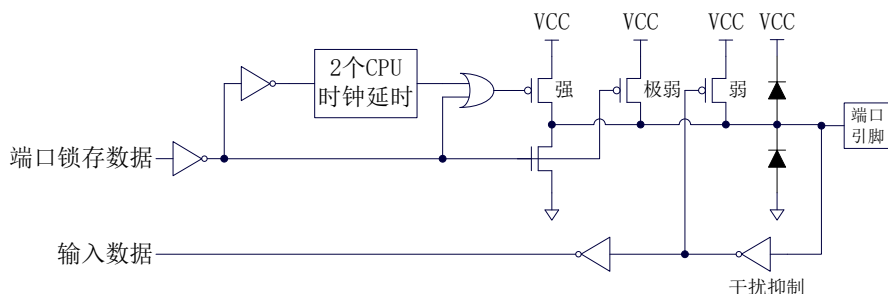 VCC VCC VCC VCC
2个CPU
时钟延时
强
极弱
弱
端口
引脚
端口锁存数据
输入数据
干扰抑制